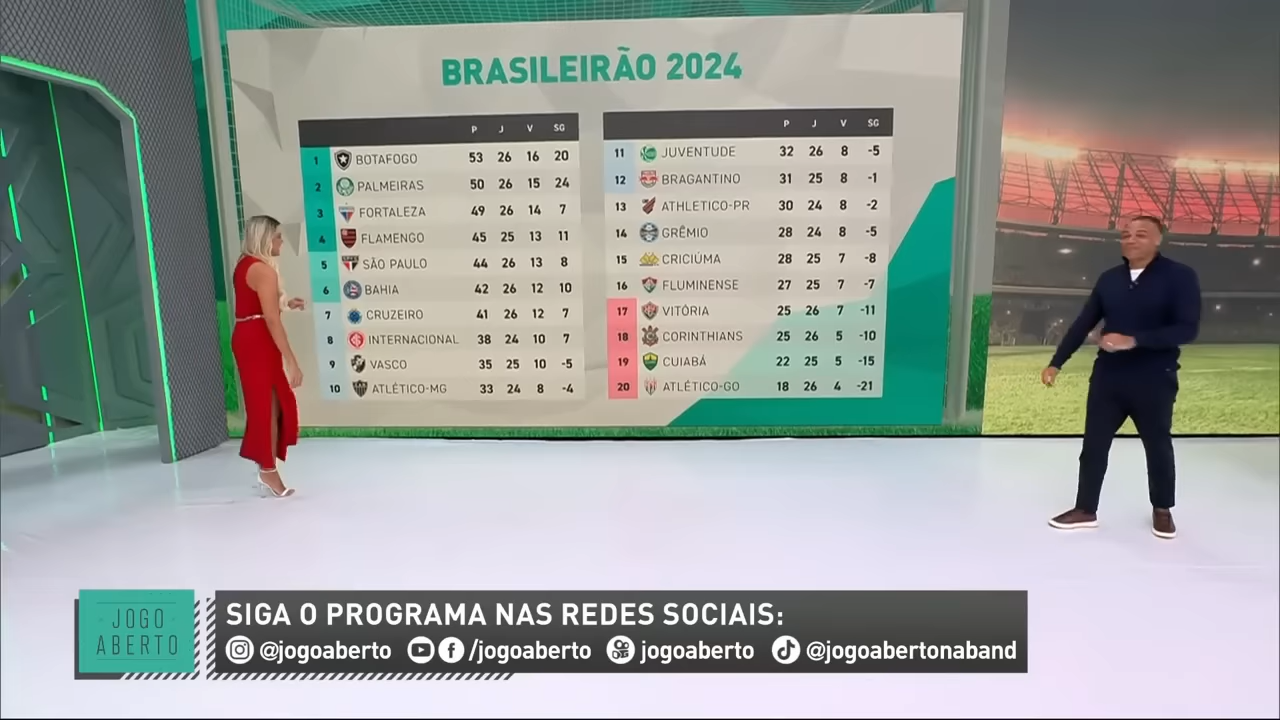 BRASILEIRÃO 2024
P J V SG
1 BOTAFOGO 53 26 16 20
2 PALMEIRAS 50 26 15 24
3 FORTALEZA 49 26 14 7
4 FLAMENGO 45 25 13 11
5 SÃO PAULO 44 26 13 8
6 BAHIA 42 26 12 10
7 CRUZEIRO 41 26 12 7
8 INTERNACIONAL 38 24 10 7
9 VASCO 35 25 10 -5
10 ATLÉTICO-MG 33 24 8 -4
P J V SG
11 JUVENTUDE 32 26 8 -5
12 BRAGANTINO 31 25 8 -1
13 ATHLETICO-PR 30 24 8 -2
14 GRÊMIO 28 24 8 -5
15 CRICIÚMA 28 25 7 -8
16 FLUMINENSE 27 25 7 -7
17 VITÓRIA 25 26 7 -11
18 CORINTHIANS 25 26 5 -10
19 CUIABÁ 22 25 5 -15
20 ATLÉTICO-GO 18 26 4 -21
JOGO
ABERTO
SIGA O PROGRAMA NAS REDES SOCIAIS:
@jogoaberto /jogoaberto jogoaberto @jogoabertonaband